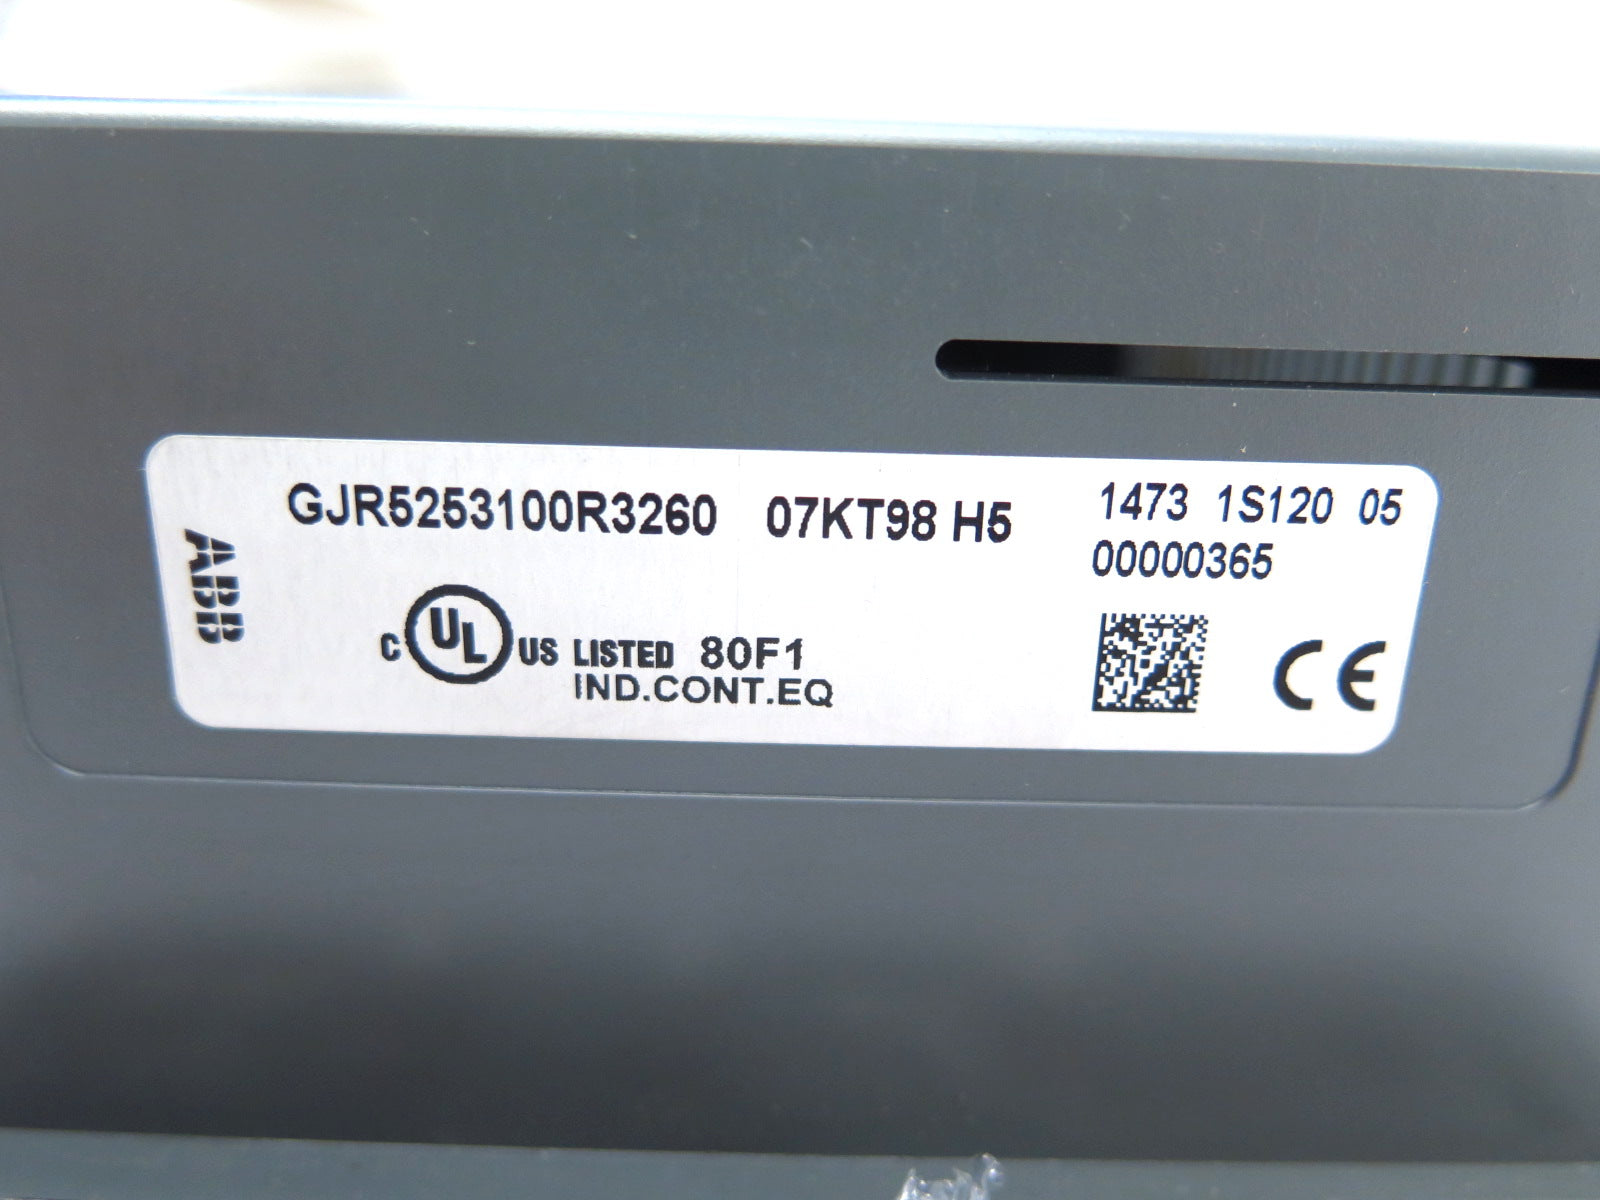 ABB
GJR5253100R3260 07KT98 H5
1473 1S120 05
00000365
C UL US LISTED 80F1
IND.CONT.EQ
CE